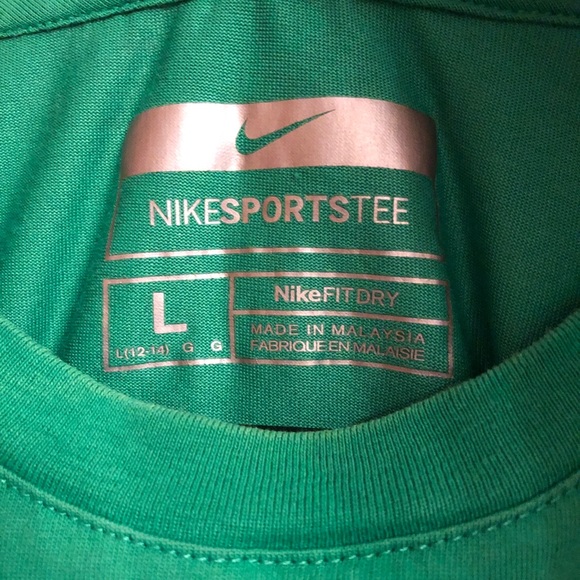 NIKESPORTSTEE
L
L(12-14) G G
NikeFITDRY
MADE IN MALAYSIA
FABRIQUE EN MALAISIE